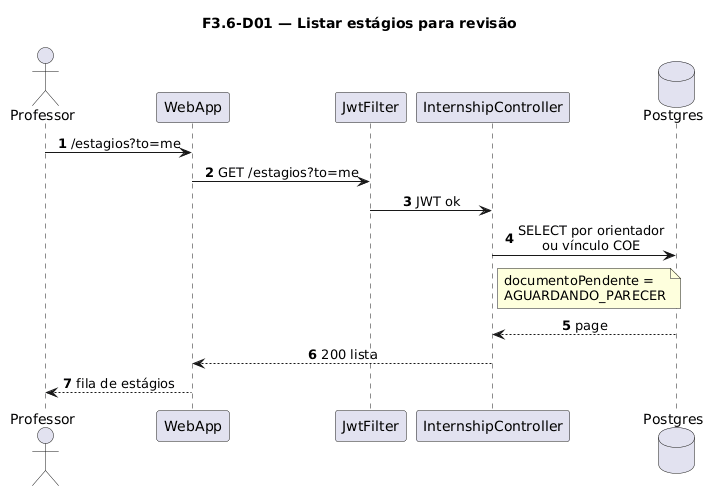 F3.6-D01 — Listar estágios para revisão
Professor
WebApp
JwtFilter
InternshipController
Postgres
1 /estagios?to=me
2 GET /estagios?to=me
3 JWT ok
4 SELECT por orientador
ou vínculo COE
documentoPendente =
AGUARDANDO_PARECER
5 page
6 200 lista
7 fila de estágios
Professor
WebApp
JwtFilter
InternshipController
Postgres